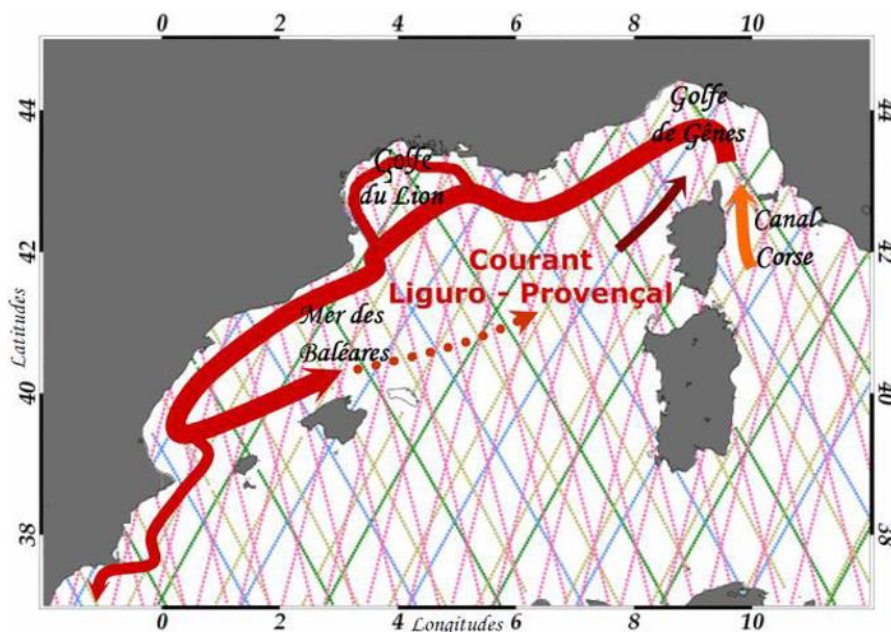 0 2 4 6 8 10
44 44
Golfe
de Gênes
Golfe
du Lion
42 42
Canal
Corse
Courant
Liguro - Provençal
Mer des
Baléares
Latitudes
40 40
38 38
0 2 4 6 8 10
Longitudes